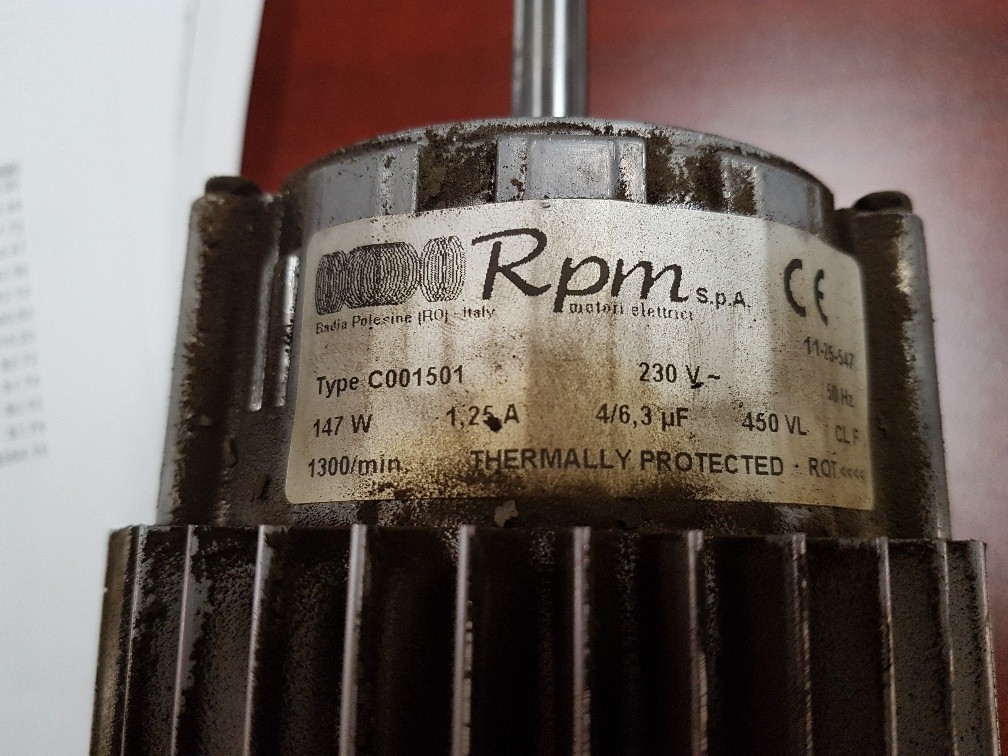 Rpm S.p.A.
motori elettrici
Badia Polesine (RO) - Italy
CE
11-25-547
Type C001501 230 V~
50 Hz
147 W 1,25 A 4/6,3 µF 450 VL CL F
1300/min. THERMALLY PROTECTED - ROT.<<<<